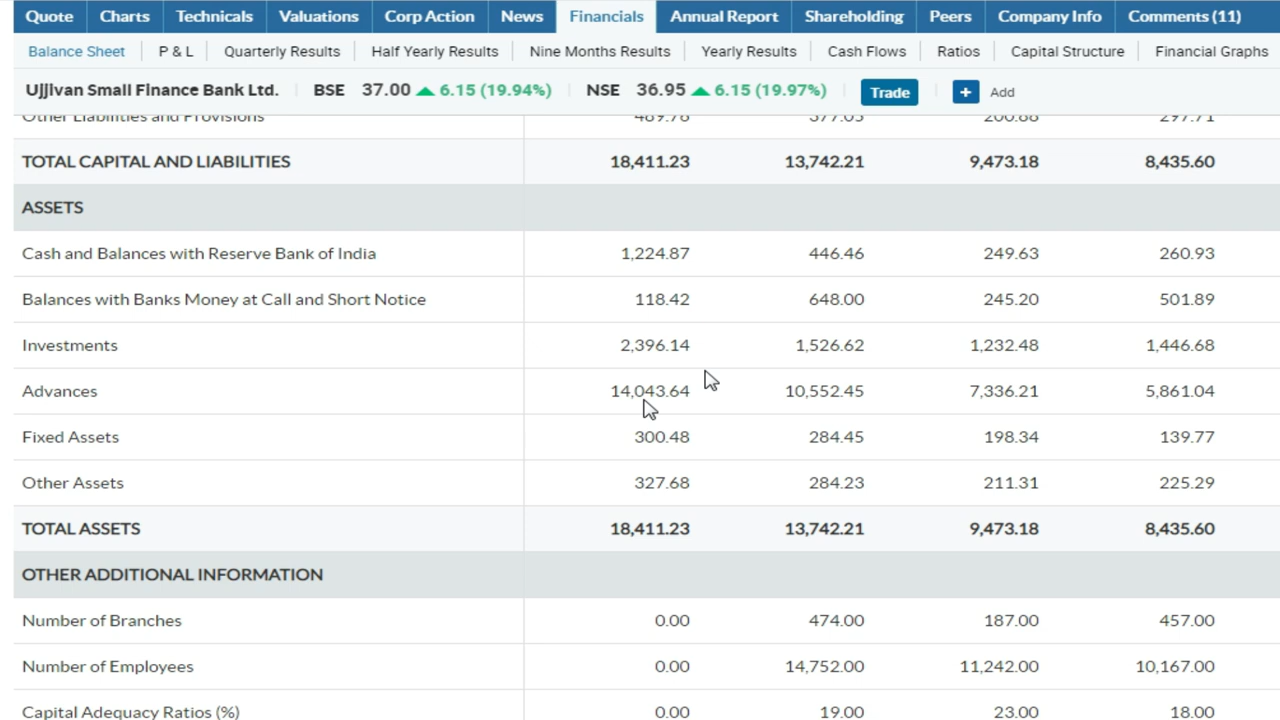 Quote Charts Technicals Valuations Corp Action News Financials Annual Report Shareholding Peers Company Info Comments (11)
Balance Sheet P & L Quarterly Results Half Yearly Results Nine Months Results Yearly Results Cash Flows Ratios Capital Structure Financial Graphs
Ujjivan Small Finance Bank Ltd. BSE 37.00 6.15 (19.94%) NSE 36.95 6.15 (19.97%) Trade + Add
Other Liabilities and Provisions 489.76 377.05 200.88 297.71
TOTAL CAPITAL AND LIABILITIES 18,411.23 13,742.21 9,473.18 8,435.60
ASSETS
Cash and Balances with Reserve Bank of India 1,224.87 446.46 249.63 260.93
Balances with Banks Money at Call and Short Notice 118.42 648.00 245.20 501.89
Investments 2,396.14 1,526.62 1,232.48 1,446.68
Advances 14,043.64 10,552.45 7,336.21 5,861.04
Fixed Assets 300.48 284.45 198.34 139.77
Other Assets 327.68 284.23 211.31 225.29
TOTAL ASSETS 18,411.23 13,742.21 9,473.18 8,435.60
OTHER ADDITIONAL INFORMATION
Number of Branches 0.00 474.00 187.00 457.00
Number of Employees 0.00 14,752.00 11,242.00 10,167.00
Capital Adequacy Ratios (%) 0.00 19.00 23.00 18.00